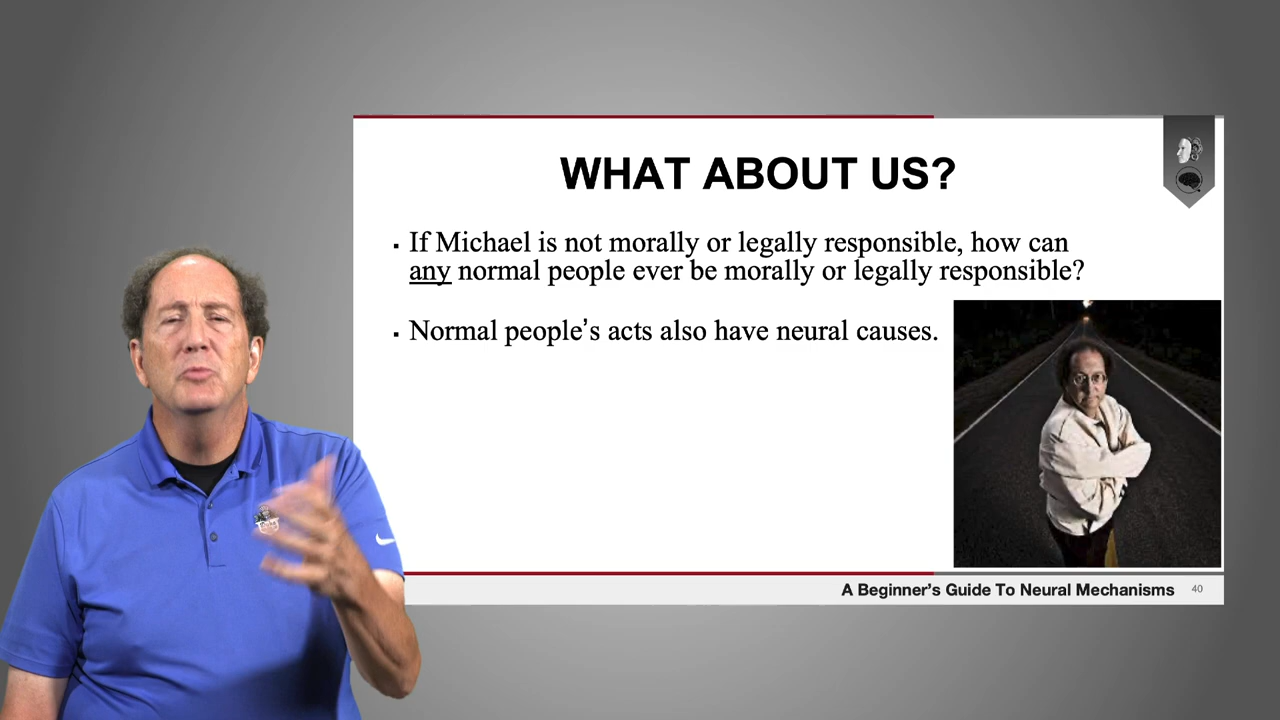 WHAT ABOUT US?
▪ If Michael is not morally or legally responsible, how can
any normal people ever be morally or legally responsible?
▪ Normal people’s acts also have neural causes.
A Beginner’s Guide To Neural Mechanisms 40